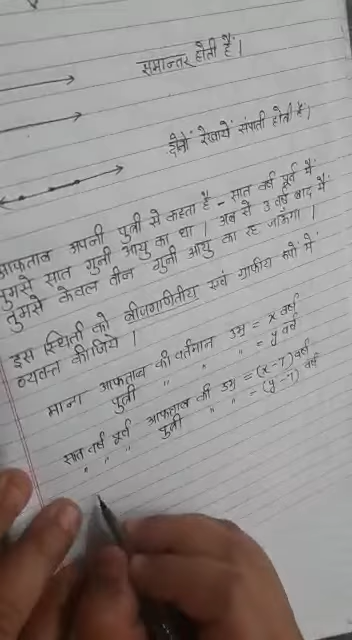 समान्तर होती हैं।
दोनों रेखायें संपाती होती हैं।
आफताब अपनी पुत्री से कहता है - सात वर्ष पूर्व मैं
तुमसे सात गुनी आयु का था। अब से 3 वर्ष बाद मैं
तुमसे केवल तीन गुनी आयु का रह जाऊंगा।
इस स्थिती को बीजगणितीय एवं ग्राफीय रूपों में
व्यक्त कीजिये।
माना आफताब की वर्तमान उम्र = x वर्ष
पुत्री " " " = y वर्ष
सात वर्ष पूर्व आफताब की उम्र = (x-7) वर्ष
" " " पुत्री " " = (y-7) वर्ष